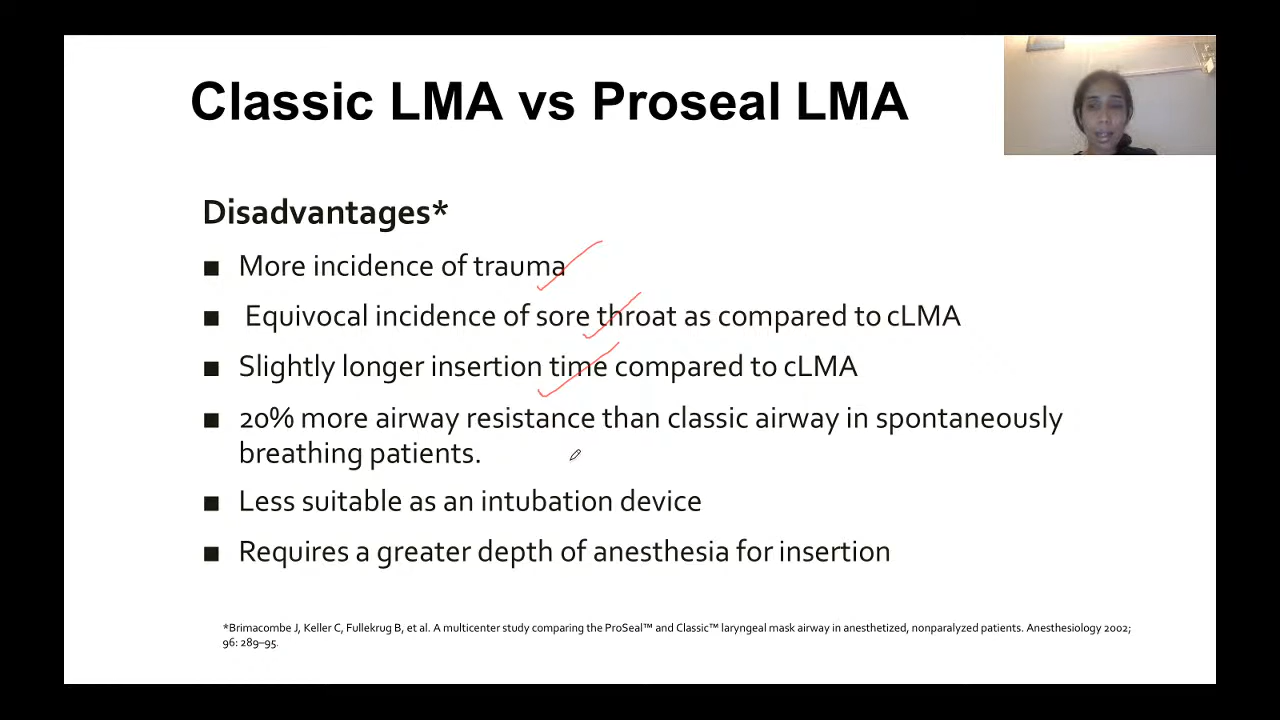 Classic LMA vs Proseal LMA
Disadvantages*
■ More incidence of trauma
■ Equivocal incidence of sore throat as compared to cLMA
■ Slightly longer insertion time compared to cLMA
■ 20% more airway resistance than classic airway in spontaneously
breathing patients.
■ Less suitable as an intubation device
■ Requires a greater depth of anesthesia for insertion
*Brimacombe J, Keller C, Fullekrug B, et al. A multicenter study comparing the ProSeal™ and Classic™ laryngeal mask airway in anesthetized, nonparalyzed patients. Anesthesiology 2002;
96: 289–95.